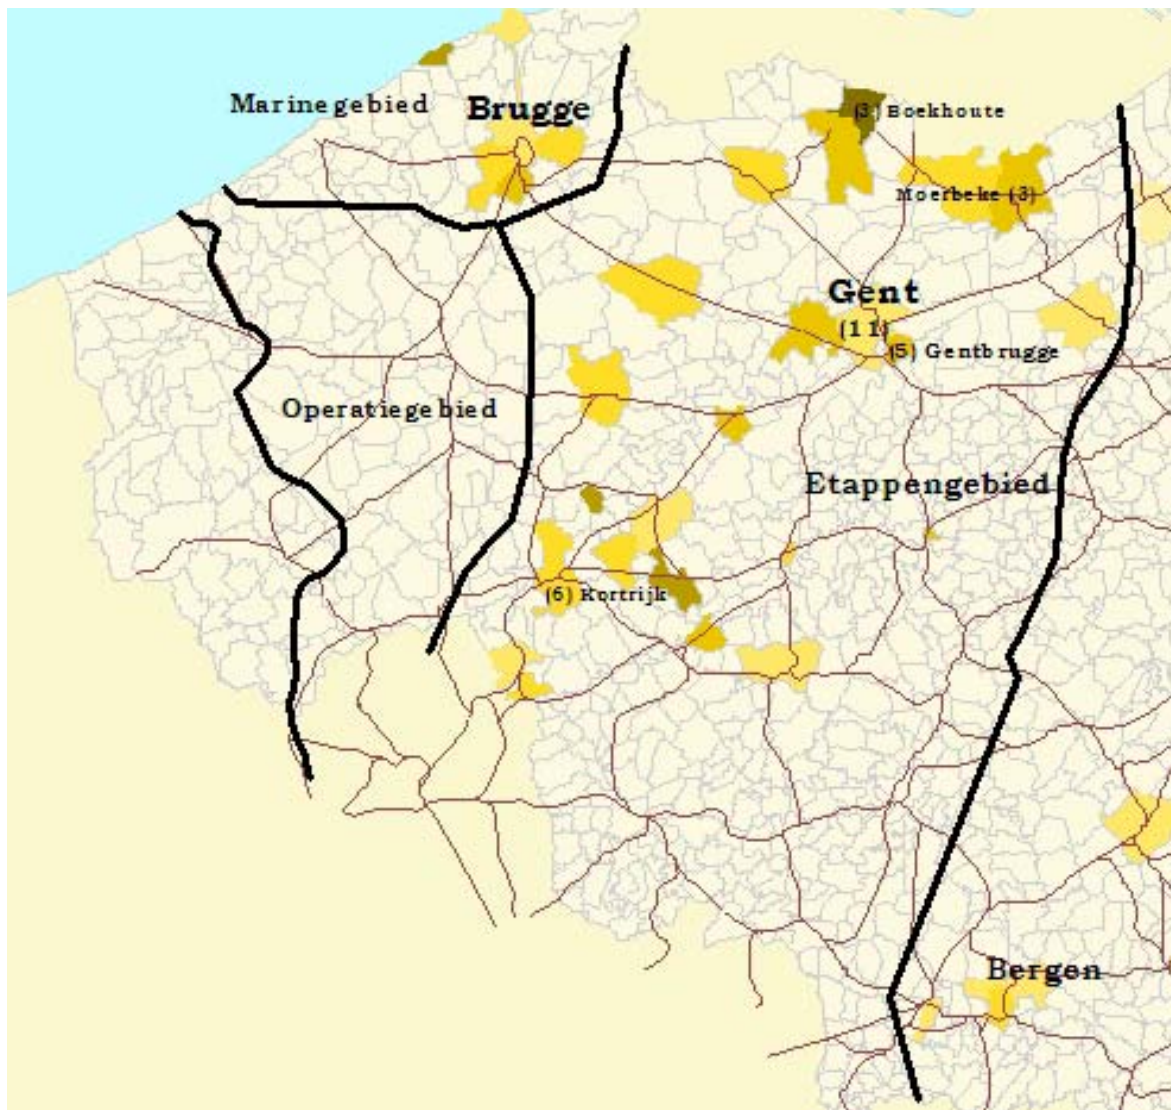 Marinegebied
Brugge
(3) Boekhoute
Moerbeke (3)
Gent
(11)
(5) Gentbrugge
Operatiegebied
Etappengebied
(6) Kortrijk
Bergen